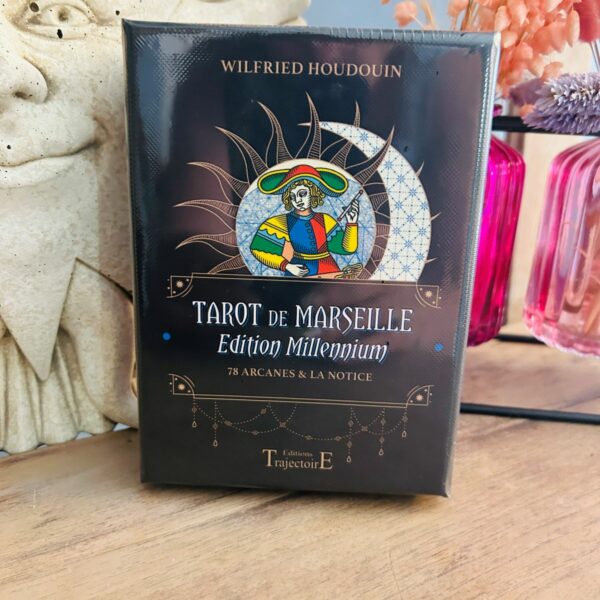 WILFRIED HOUDOUIN
TAROT DE MARSEILLE
Edition Millennium
78 ARCANES & LA NOTICE
Editions
TrajectoirE